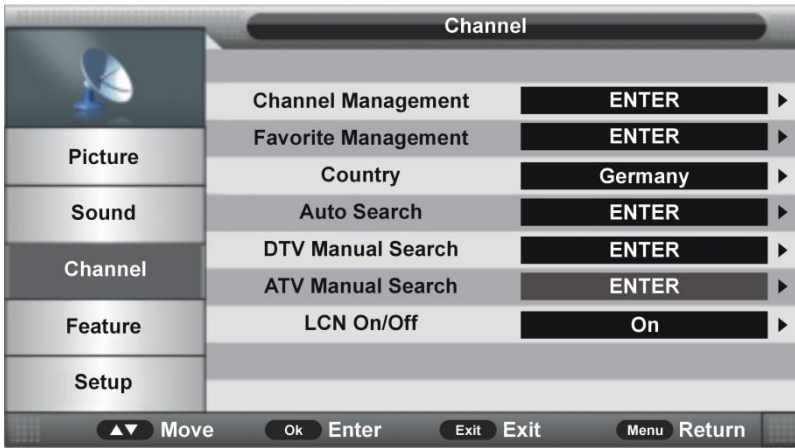 Channel
Channel Management ENTER
Favorite Management ENTER
Country Germany
Auto Search ENTER
DTV Manual Search ENTER
ATV Manual Search ENTER
LCN On/Off On
Picture
Sound
Channel
Feature
Setup
▲▼ Move Ok Enter Exit Exit Menu Return